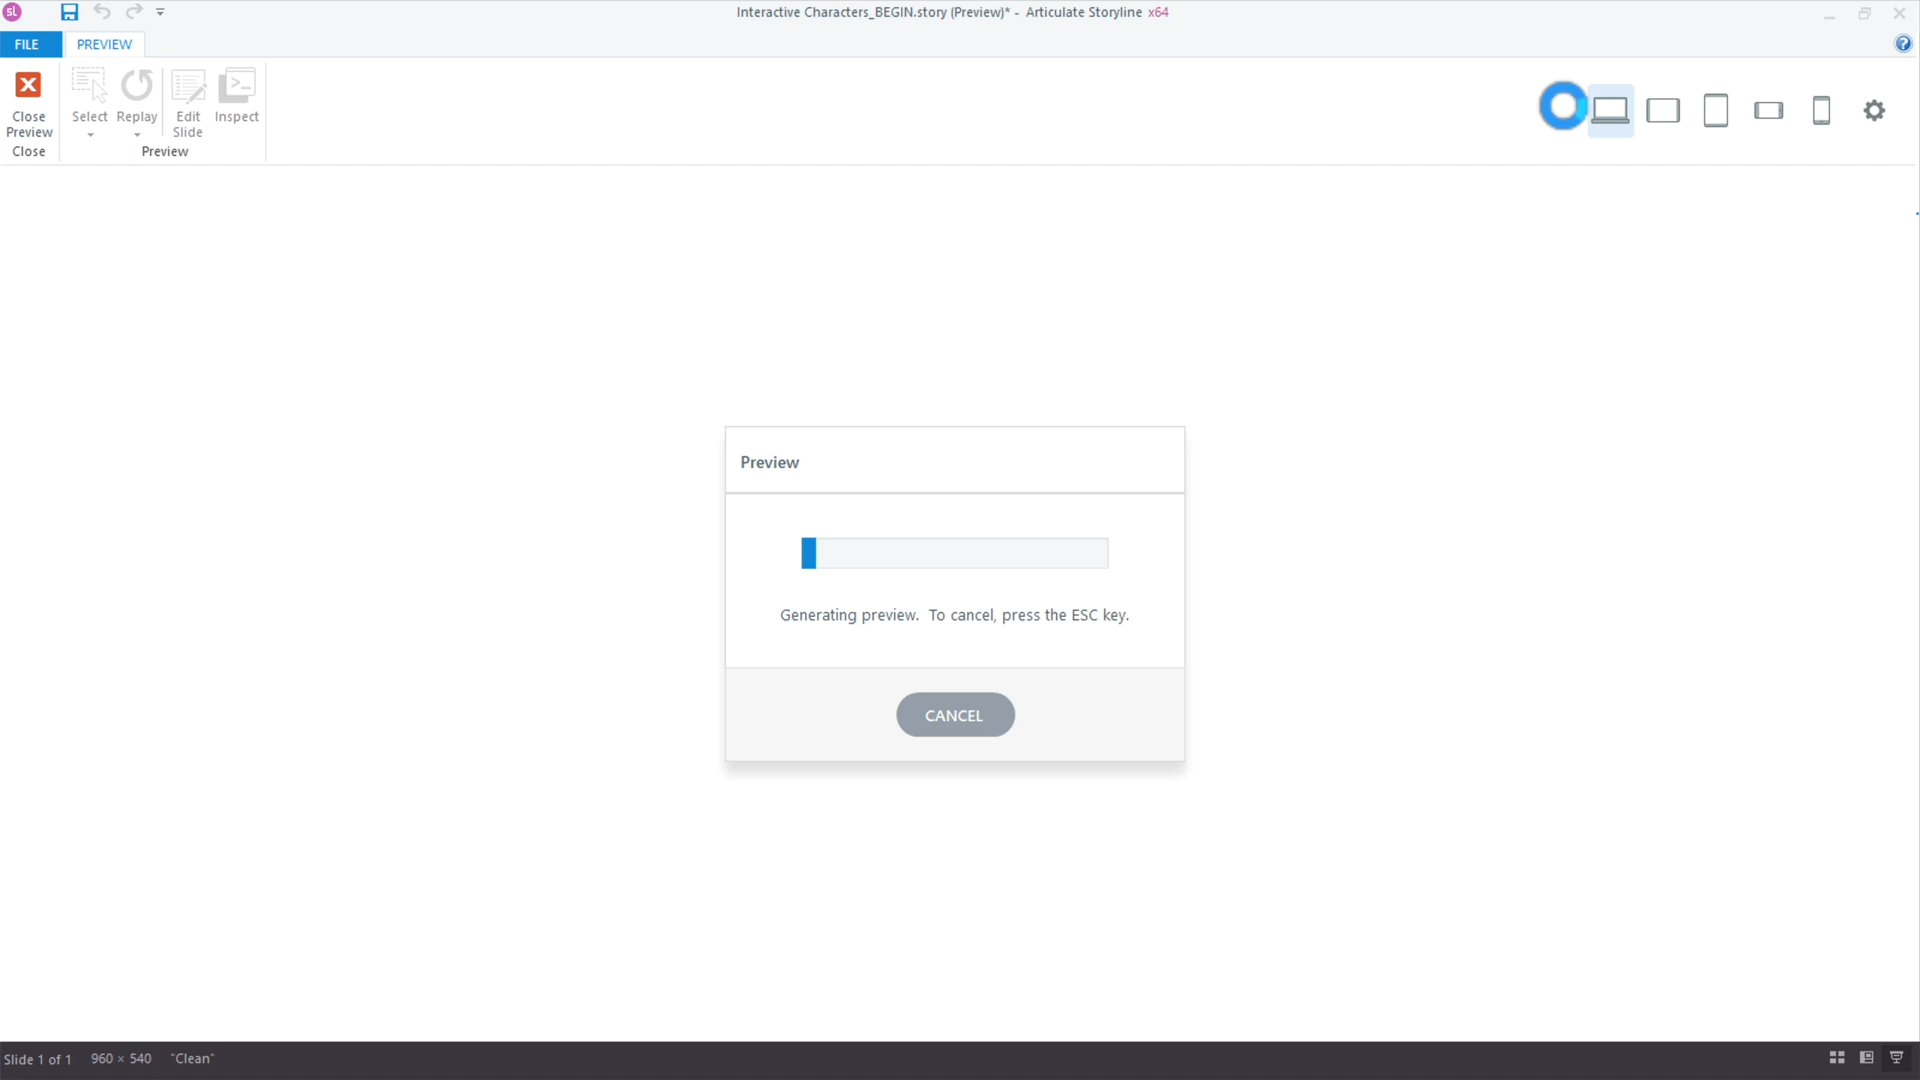 sl
Interactive Characters_BEGIN.story (Preview)* - Articulate Storyline x64
FILE
PREVIEW
?
Close Preview
Select
Replay
Edit Slide
Inspect
Close
Preview
Preview
Generating preview. To cancel, press the ESC key.
CANCEL
Slide 1 of 1
960 × 540
"Clean"